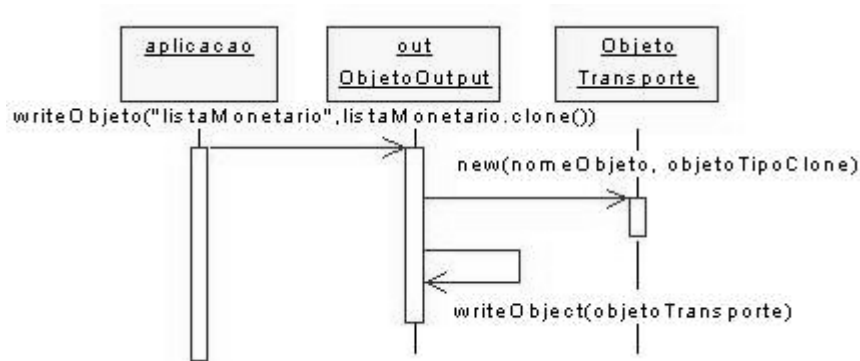 aplicacao
out
ObjetoOutput
Objeto
Transporte
writeObjeto("listaMonetario",listaMonetario.clone())
new(nomeObjeto, objetoTipoClone)
writeObject(objetoTransporte)